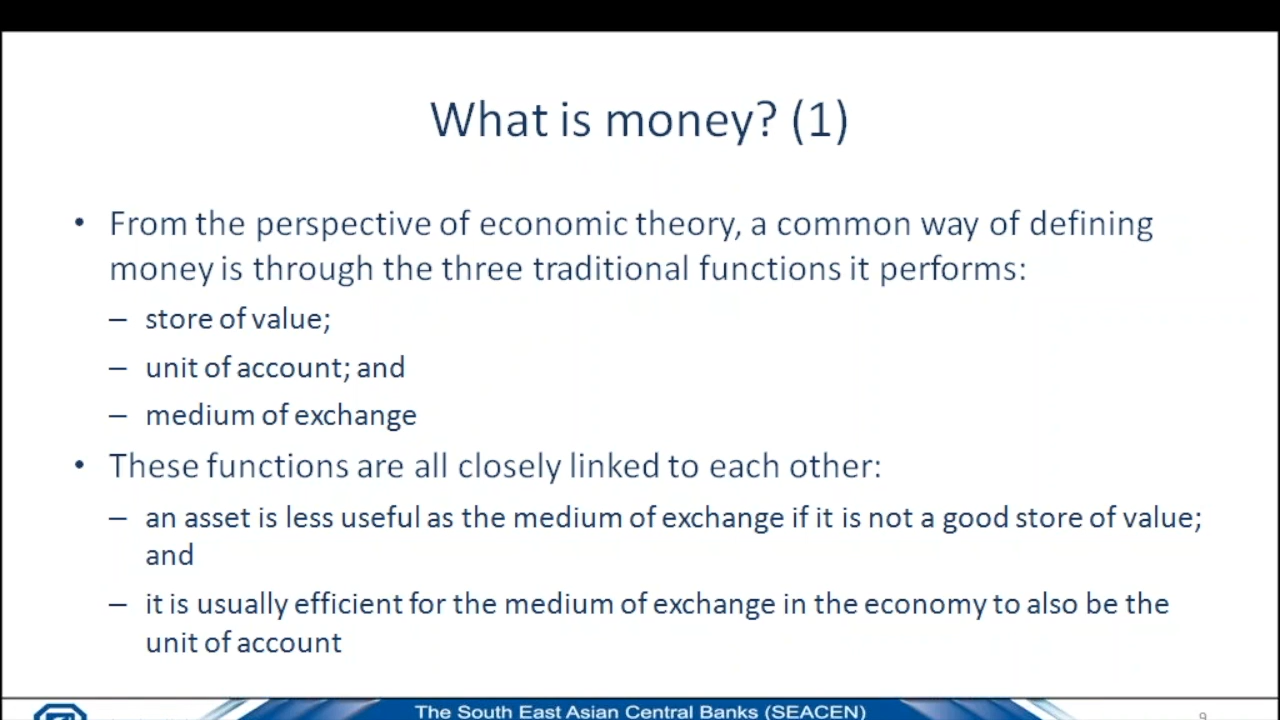 What is money? (1)
• From the perspective of economic theory, a common way of defining
money is through the three traditional functions it performs:
– store of value;
– unit of account; and
– medium of exchange
• These functions are all closely linked to each other:
– an asset is less useful as the medium of exchange if it is not a good store of value;
and
– it is usually efficient for the medium of exchange in the economy to also be the
unit of account
The South East Asian Central Banks (SEACEN)